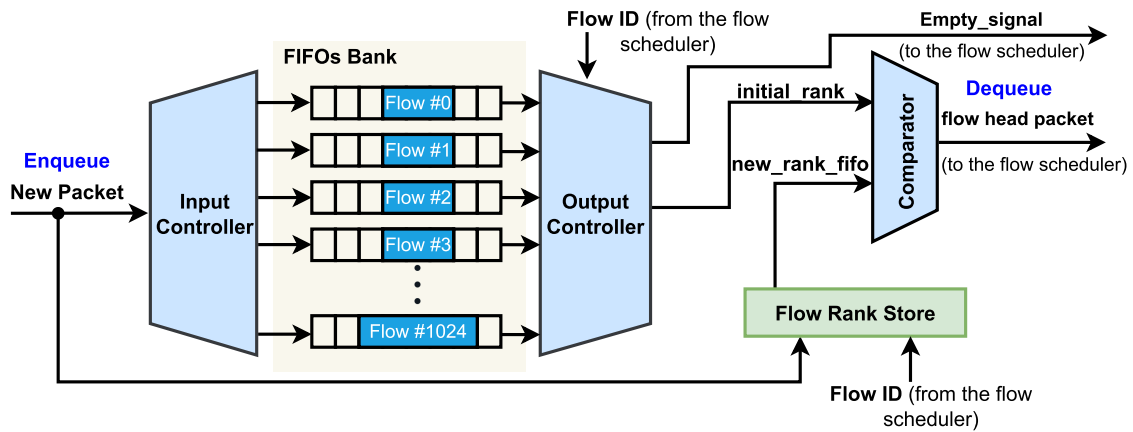 Flow ID (from the flow
scheduler)
Empty_signal
(to the flow scheduler)
FIFOs Bank
Flow #0
Flow #1
Flow #2
Flow #3
Flow #1024
Enqueue
New Packet
Input
Controller
Output
Controller
initial_rank
new_rank_fifo
Comparator
Dequeue
flow head packet
(to the flow scheduler)
Flow Rank Store
Flow ID (from the flow
scheduler)